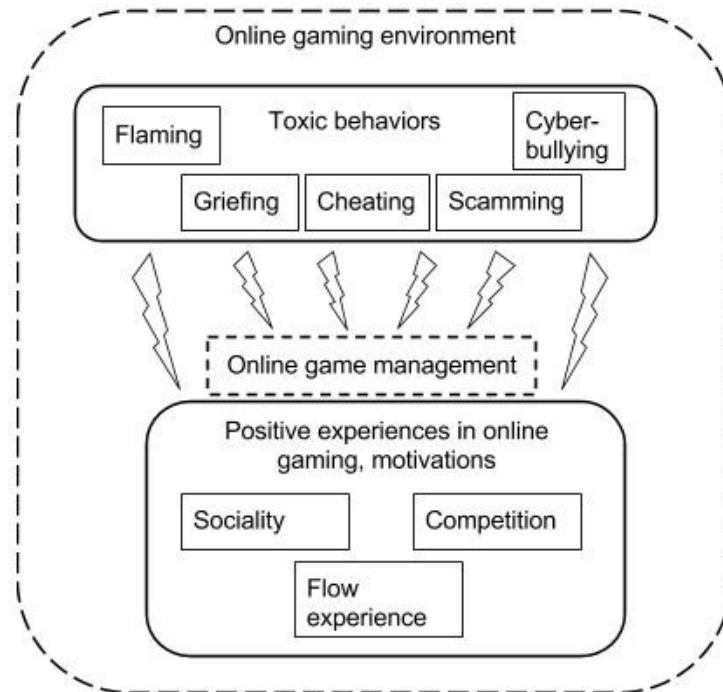 Online gaming environment
Toxic behaviors
Flaming
Cyber-
bullying
Griefing
Cheating
Scamming
Online game management
Positive experiences in online
gaming, motivations
Sociality
Competition
Flow
experience